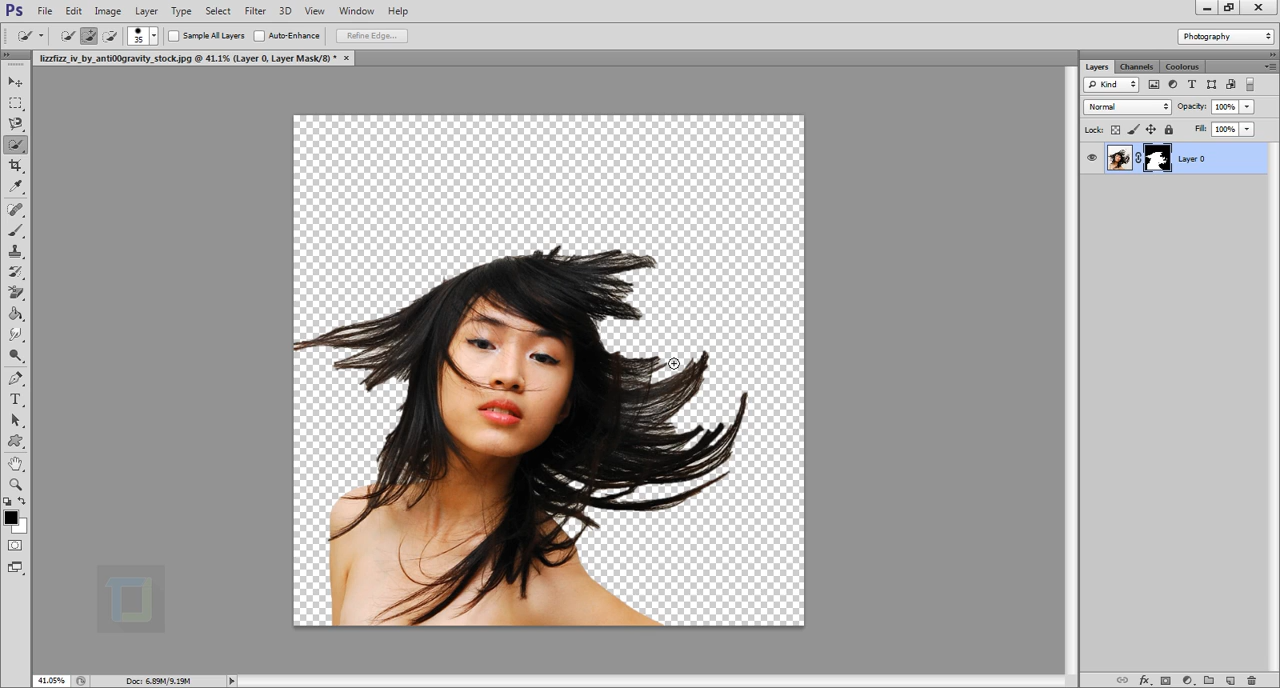 Ps File Edit Image Layer Type Select Filter 3D View Window Help
35 Sample All Layers Auto-Enhance Refine Edge... Photography
lizzfizz_iv_by_anti00gravity_stock.jpg @ 41.1% (Layer 0, Layer Mask/8) * ×
Layers Channels Coolorus
Kind
Normal Opacity: 100%
Lock: Fill: 100%
Layer 0
41.05% Doc: 6.89M/9.19M
fx